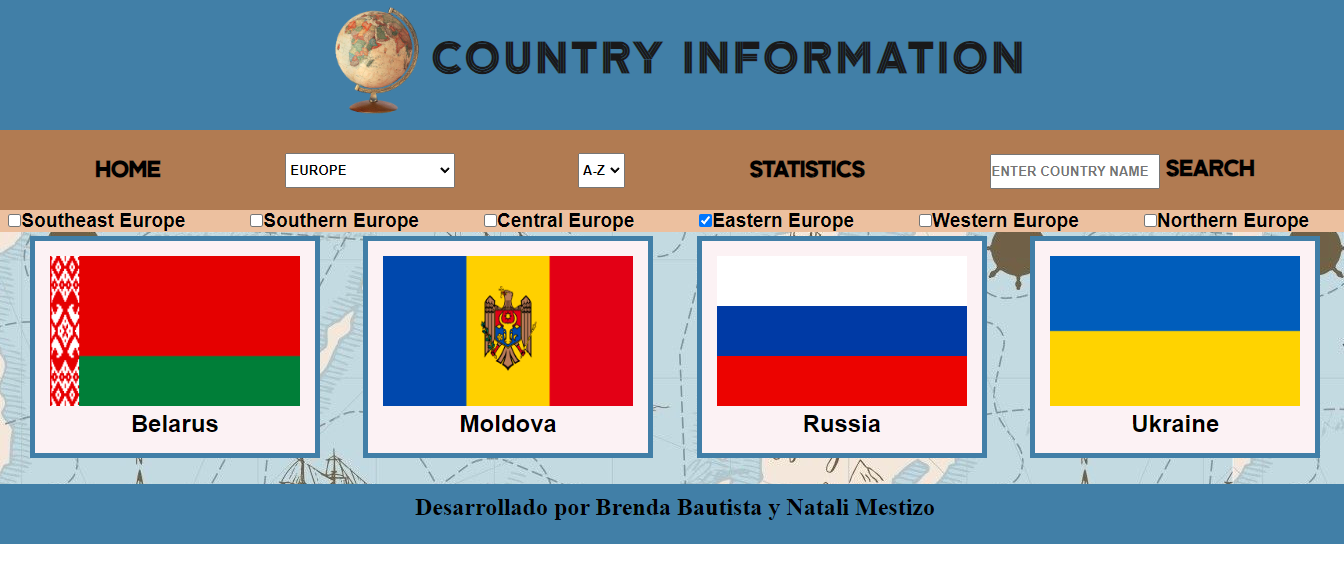 COUNTRY INFORMATION
HOME EUROPE A-Z STATISTICS ENTER COUNTRY NAME SEARCH
Southeast Europe Southern Europe Central Europe Eastern Europe Western Europe Northern Europe
Belarus Moldova Russia Ukraine
Desarrollado por Brenda Bautista y Natali Mestizo